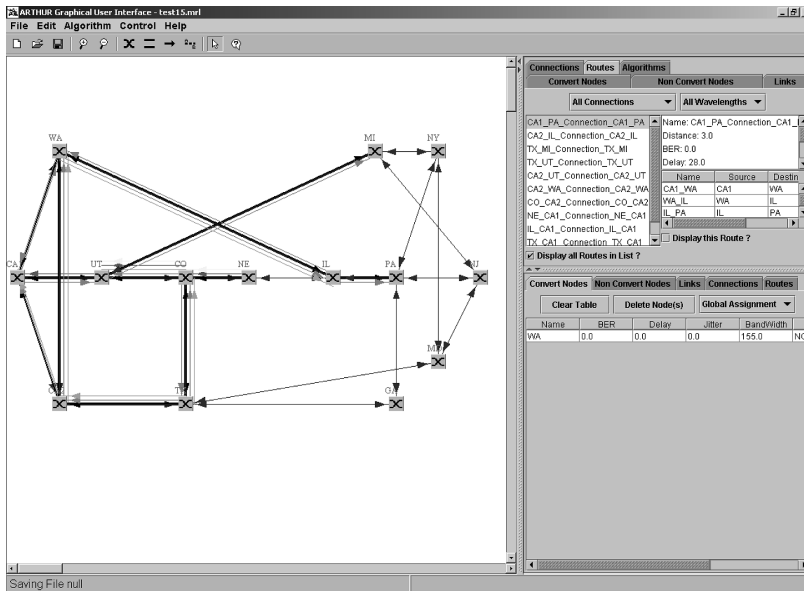 ARTHUR Graphical User Interface - test15.mrl
File Edit Algorithm Control Help
WA
MI
NY
CA
UT
CO
NE
IL
PA
NJ
GA
Connections Routes Algorithms
Convert Nodes Non Convert Nodes Links
All Connections All Wavelengths
CA1_PA_Connection_CA1_PA
CA2_IL_Connection_CA2_IL
TX_MI_Connection_TX_MI
TX_UT_Connection_TX_UT
CA2_UT_Connection_CA2_UT
CA2_WA_Connection_CA2_WA
CO_CA2_Connection_CO_CA2
NE_CA1_Connection_NE_CA1
IL_CA1_Connection_IL_CA1
TX_CA1_Connection_TX_CA1
Name: CA1_PA_Connection_CA1_
Distance: 3.0
BER: 0.0
Delay: 28.0
Name Source Destin
CA1_WA CA1 WA
WA_IL WA IL
IL_PA IL PA
Display this Route ?
Display all Routes in List ?
Convert Nodes Non Convert Nodes Links Connections Routes
Clear Table Delete Node(s) Global Assignment
Name BER Delay Jitter BandWidth
WA 0.0 0.0 0.0 155.0 NO
Saving File null